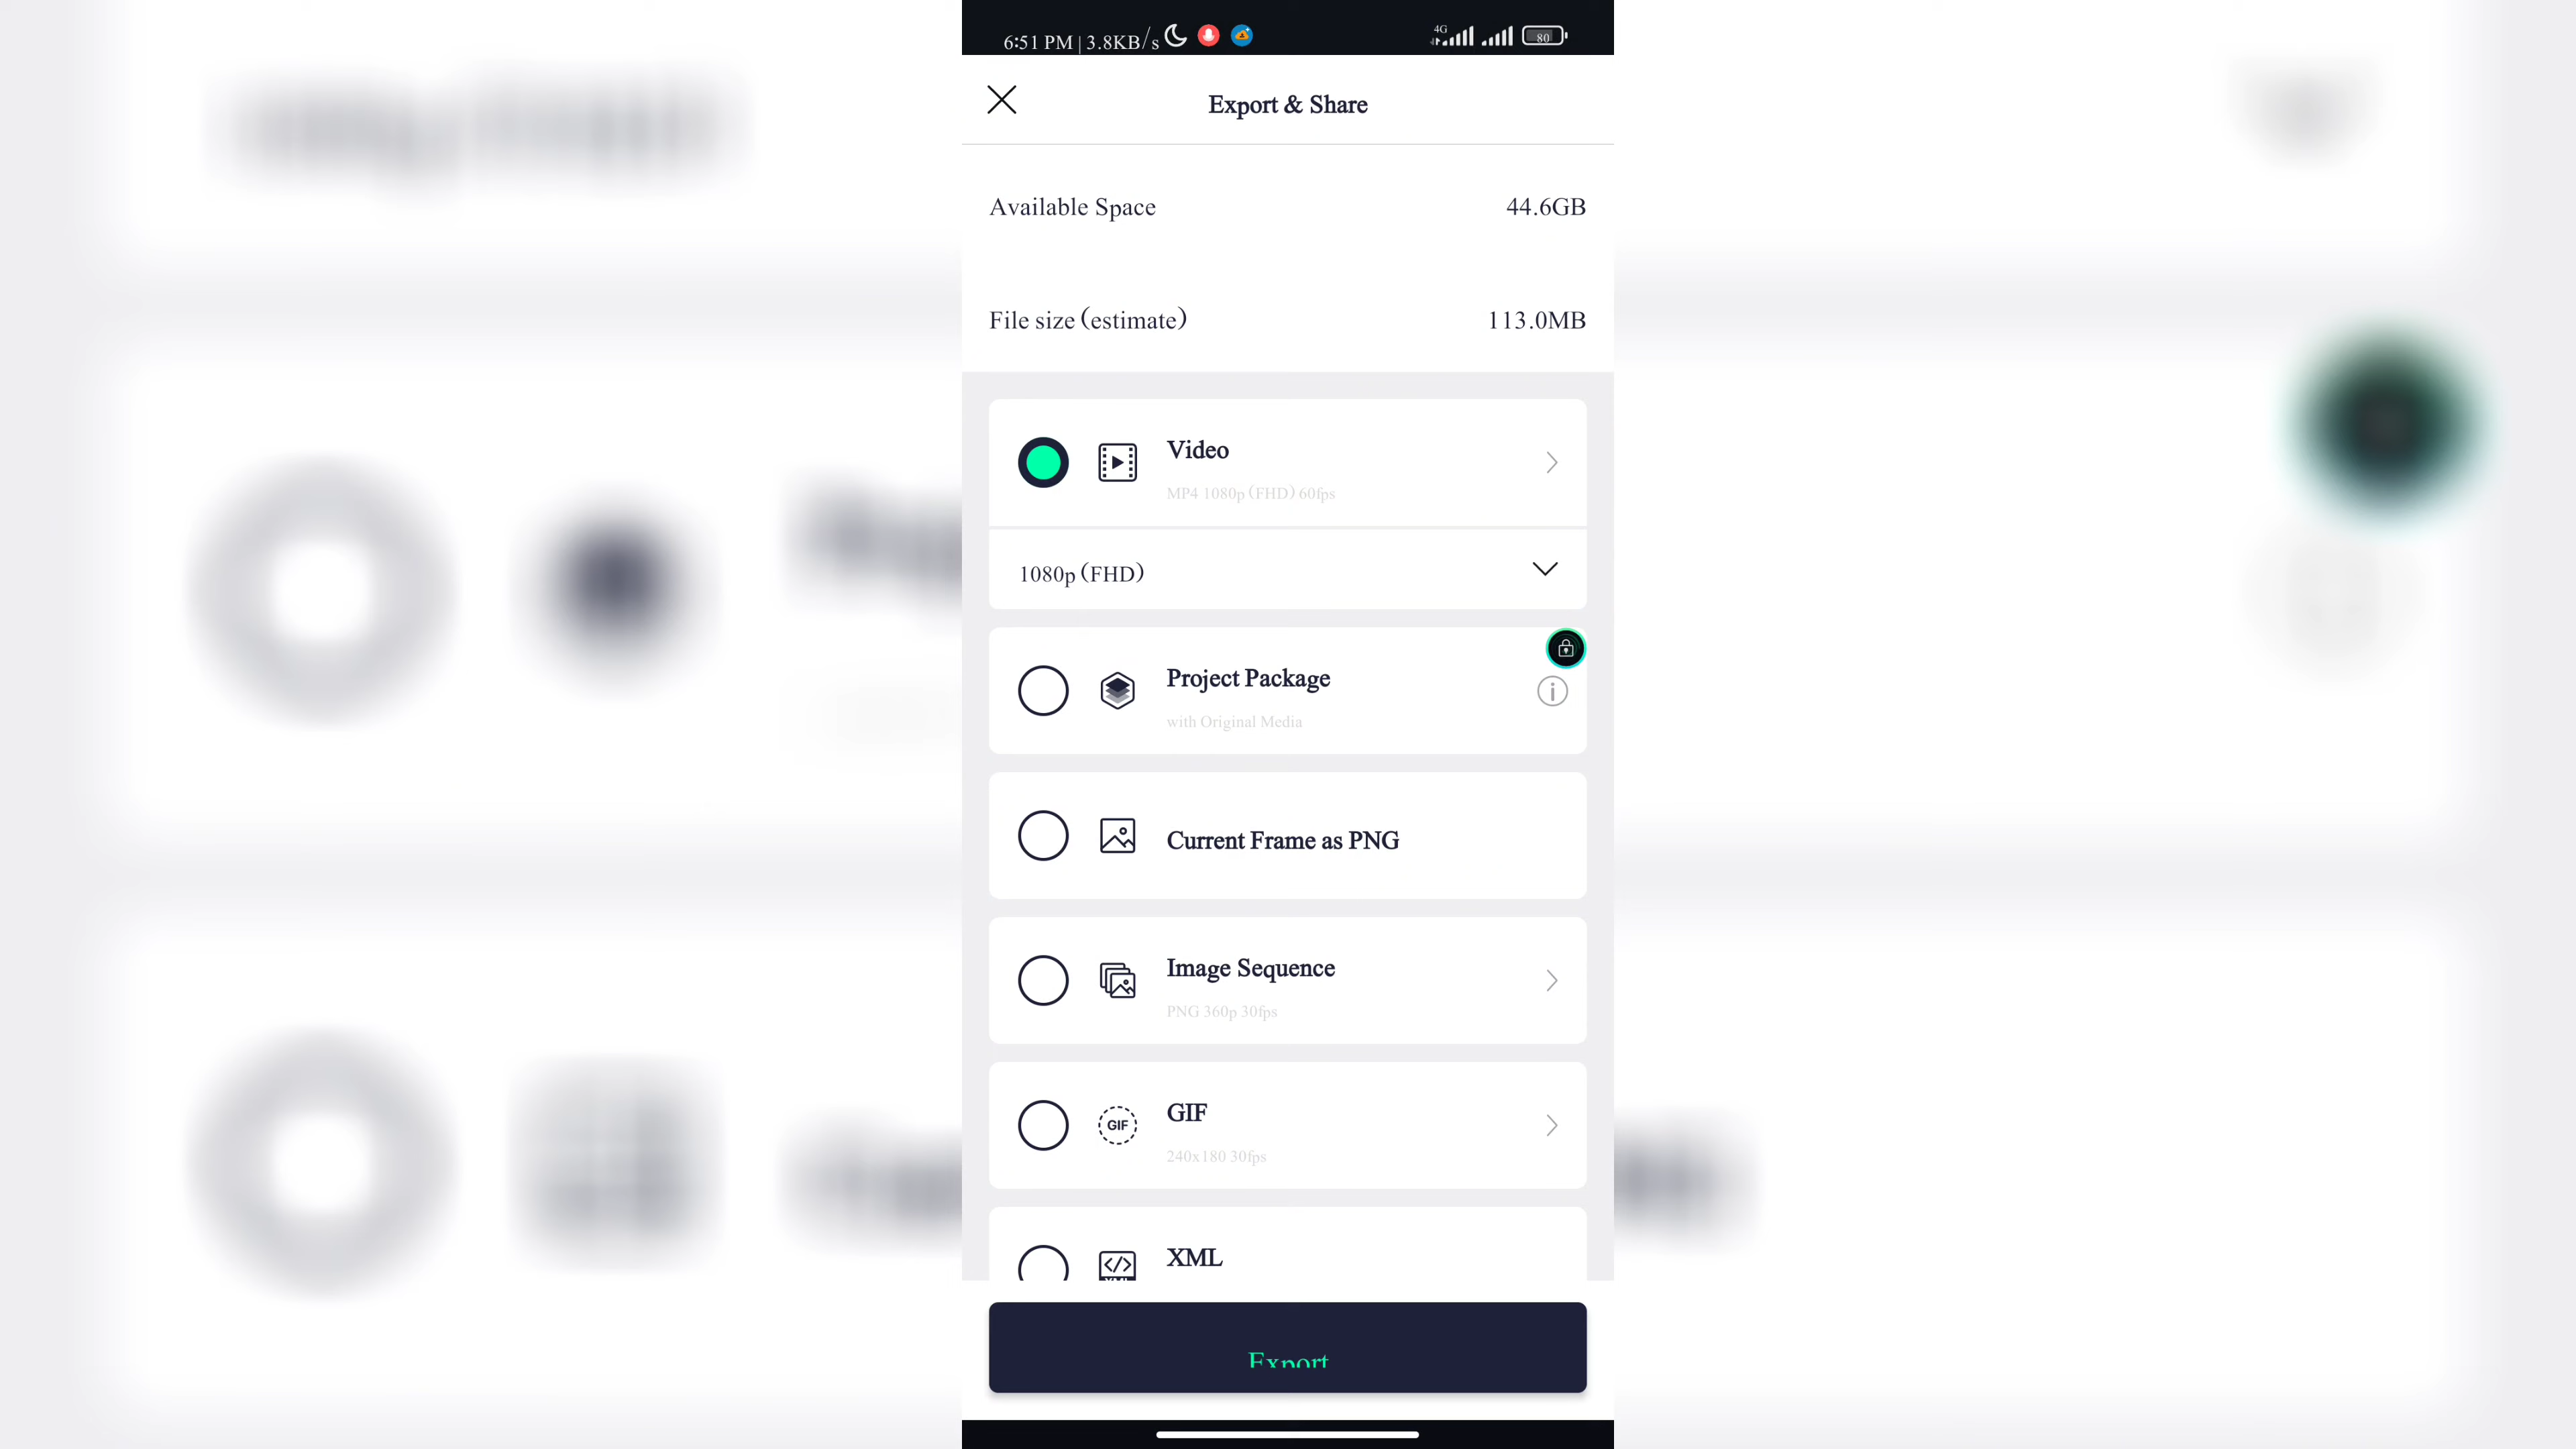 6:51 PM | 3.8KB/s
4G
80
Export & Share
Available Space
44.6GB
File size (estimate)
113.0MB
Video
MP4 1080p (FHD) 60fps
1080p (FHD)
Project Package
with Original Media
Current Frame as PNG
Image Sequence
PNG 360p 30fps
GIF
GIF
240x180 30fps
XML
Export